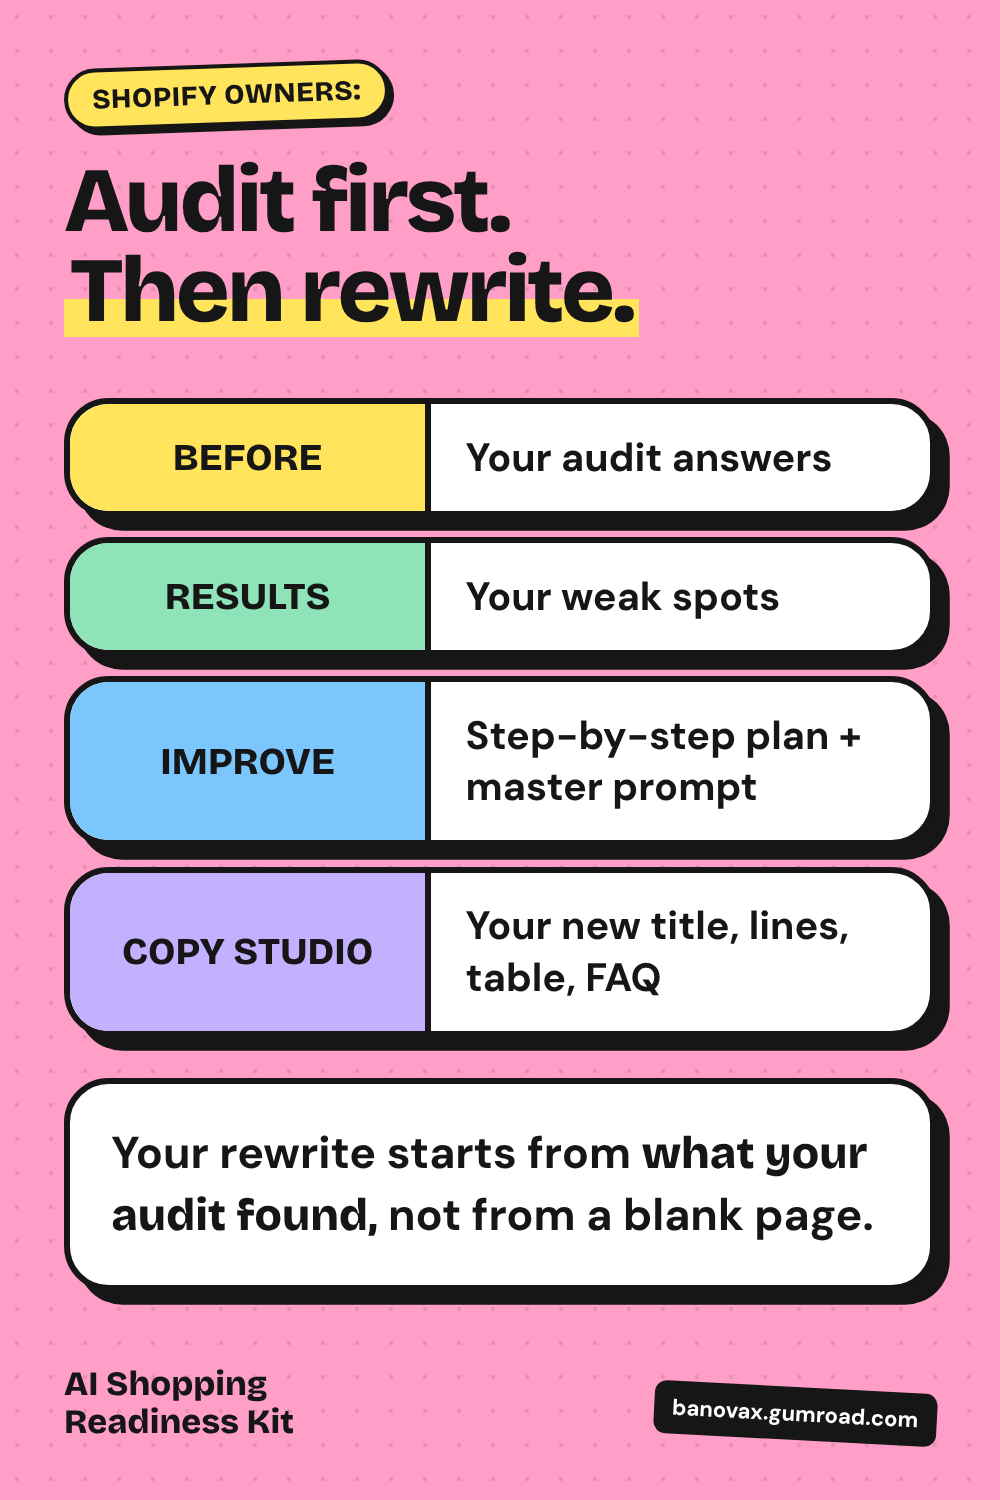 SHOPIFY OWNERS:
Audit first.
Then rewrite.
BEFORE
Your audit answers
RESULTS
Your weak spots
IMPROVE
Step-by-step plan +
master prompt
COPY STUDIO
Your new title, lines,
table, FAQ
Your rewrite starts from what your
audit found, not from a blank page.
AI Shopping
Readiness Kit
banovax.gumroad.com